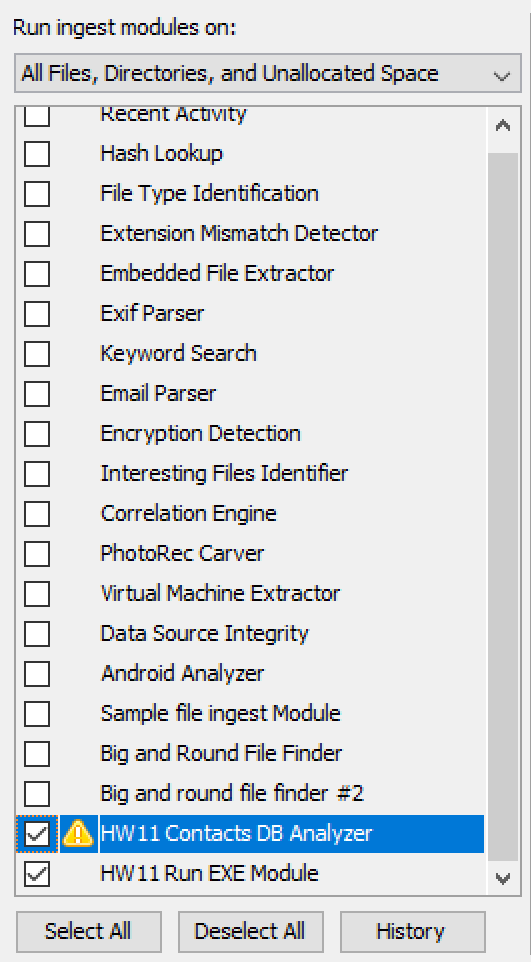 Run ingest modules on:
All Files, Directories, and Unallocated Space
Recent Activity
Hash Lookup
File Type Identification
Extension Mismatch Detector
Embedded File Extractor
Exif Parser
Keyword Search
Email Parser
Encryption Detection
Interesting Files Identifier
Correlation Engine
PhotoRec Carver
Virtual Machine Extractor
Data Source Integrity
Android Analyzer
Sample file ingest Module
Big and Round File Finder
Big and round file finder #2
HW11 Contacts DB Analyzer
HW11 Run EXE Module
Select All Deselect All History